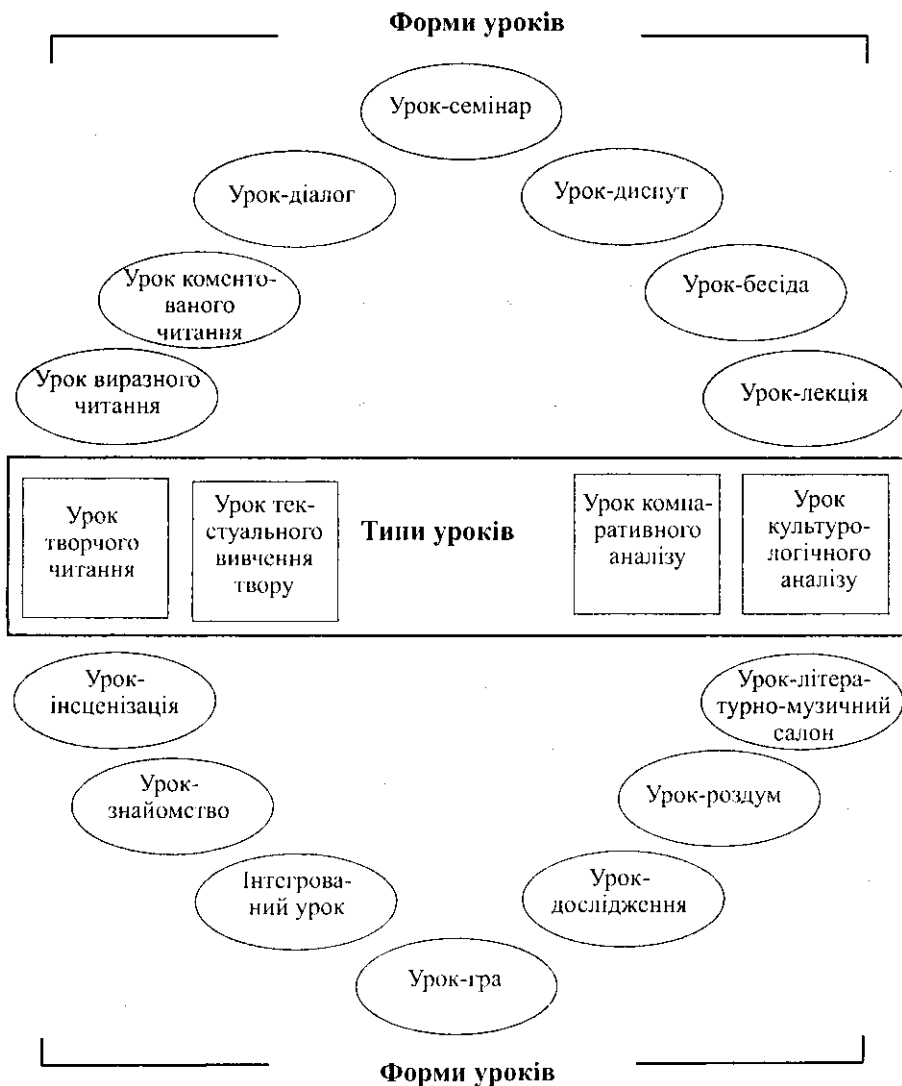 Форми уроків
Урок-семінар
Урок-діалог
Урок-диспут
Урок коменто-
ваного
читання
Урок-бесіда
Урок виразного
читання
Урок-лекція
Урок
творчого
читання
Урок тек-
стуального
вивчення
твору
Типи уроків
Урок компа-
ративного
аналізу
Урок
культуро-
логічного
аналізу
Урок-
інсценізація
Урок-літера-
турно-музичний
салон
Урок-
знайомство
Урок-роздум
Інтегрова-
ний урок
Урок-
дослідження
Урок-гра
Форми уроків